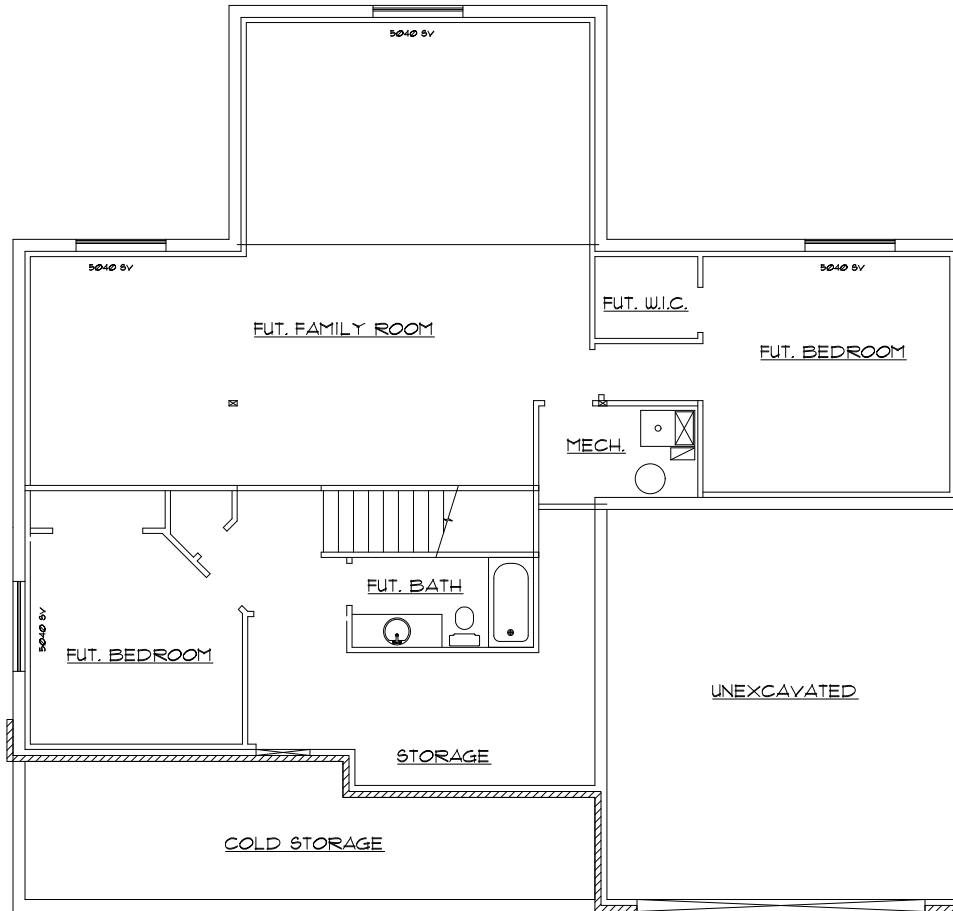 5040 SV
5040 SV
5040 SV
FUT. W.I.C.
FUT. FAMILY ROOM
FUT. BEDROOM
MECH.
FUT. BATH
5040 SV
FUT. BEDROOM
UNEXCAVATED
STORAGE
COLD STORAGE